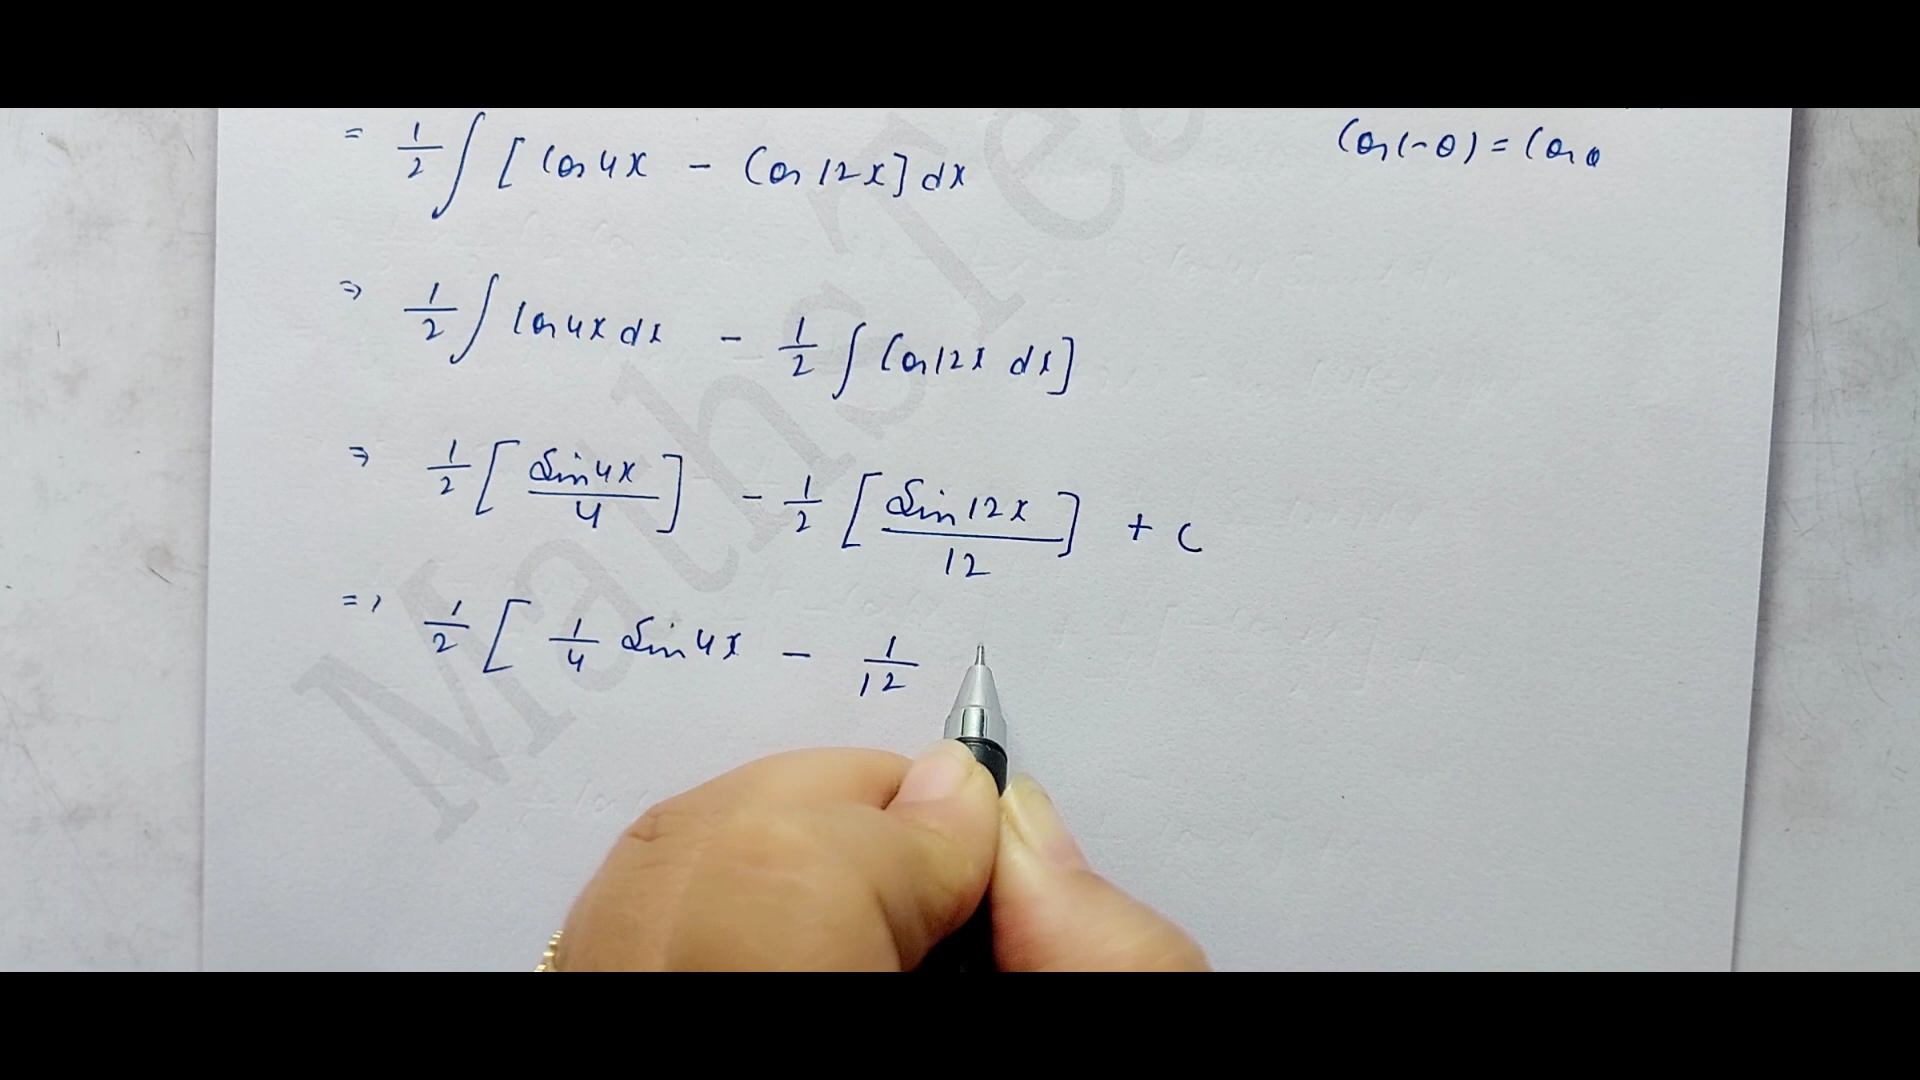 = 1/2 ∫ [ Cos 4x - Cos 12x] dx
Cos(-θ) = Cos θ
⇒ 1/2 ∫ Cos 4x dx - 1/2 ∫ Cos 12x dx]
⇒ 1/2 [ Sin 4x / 4 ] - 1/2 [ Sin 12x / 12 ] + C
⇒ 1/2 [ 1/4 Sin 4x - 1/12